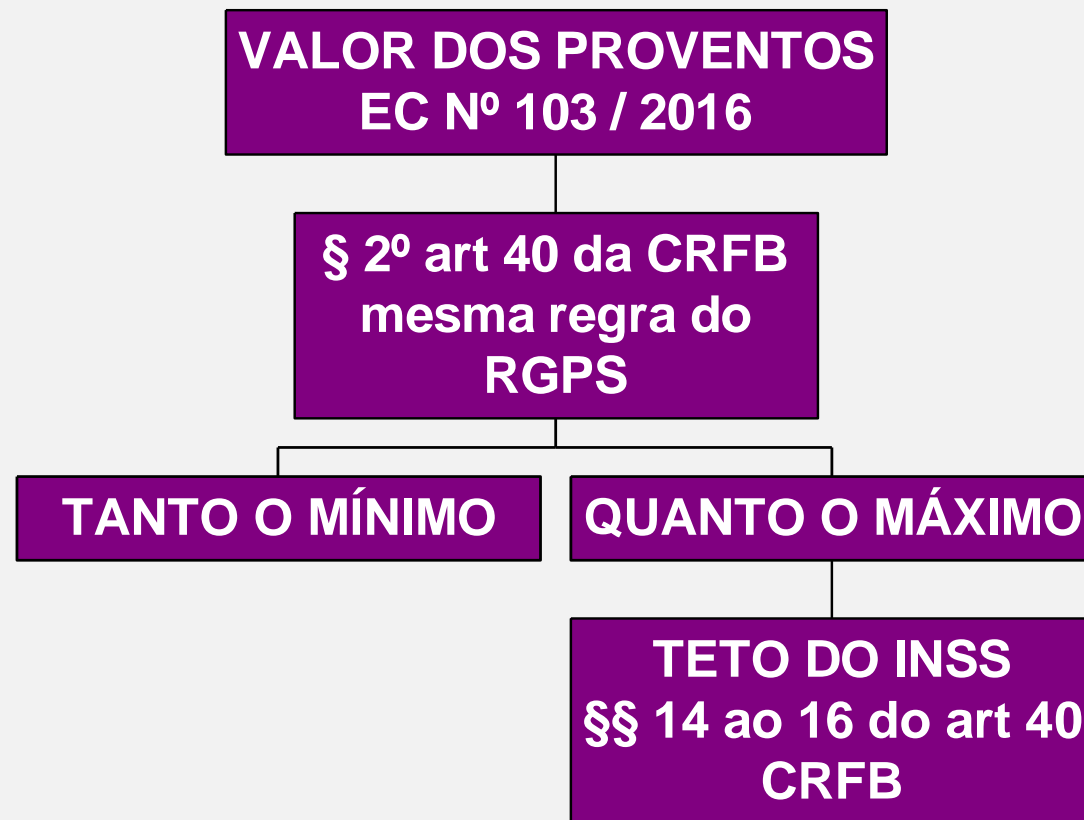 VALOR DOS PROVENTOS
EC Nº 103 / 2016
§ 2º art 40 da CRFB
mesma regra do
RGPS
TANTO O MÍNIMO
QUANTO O MÁXIMO
TETO DO INSS
§§ 14 ao 16 do art 40
CRFB